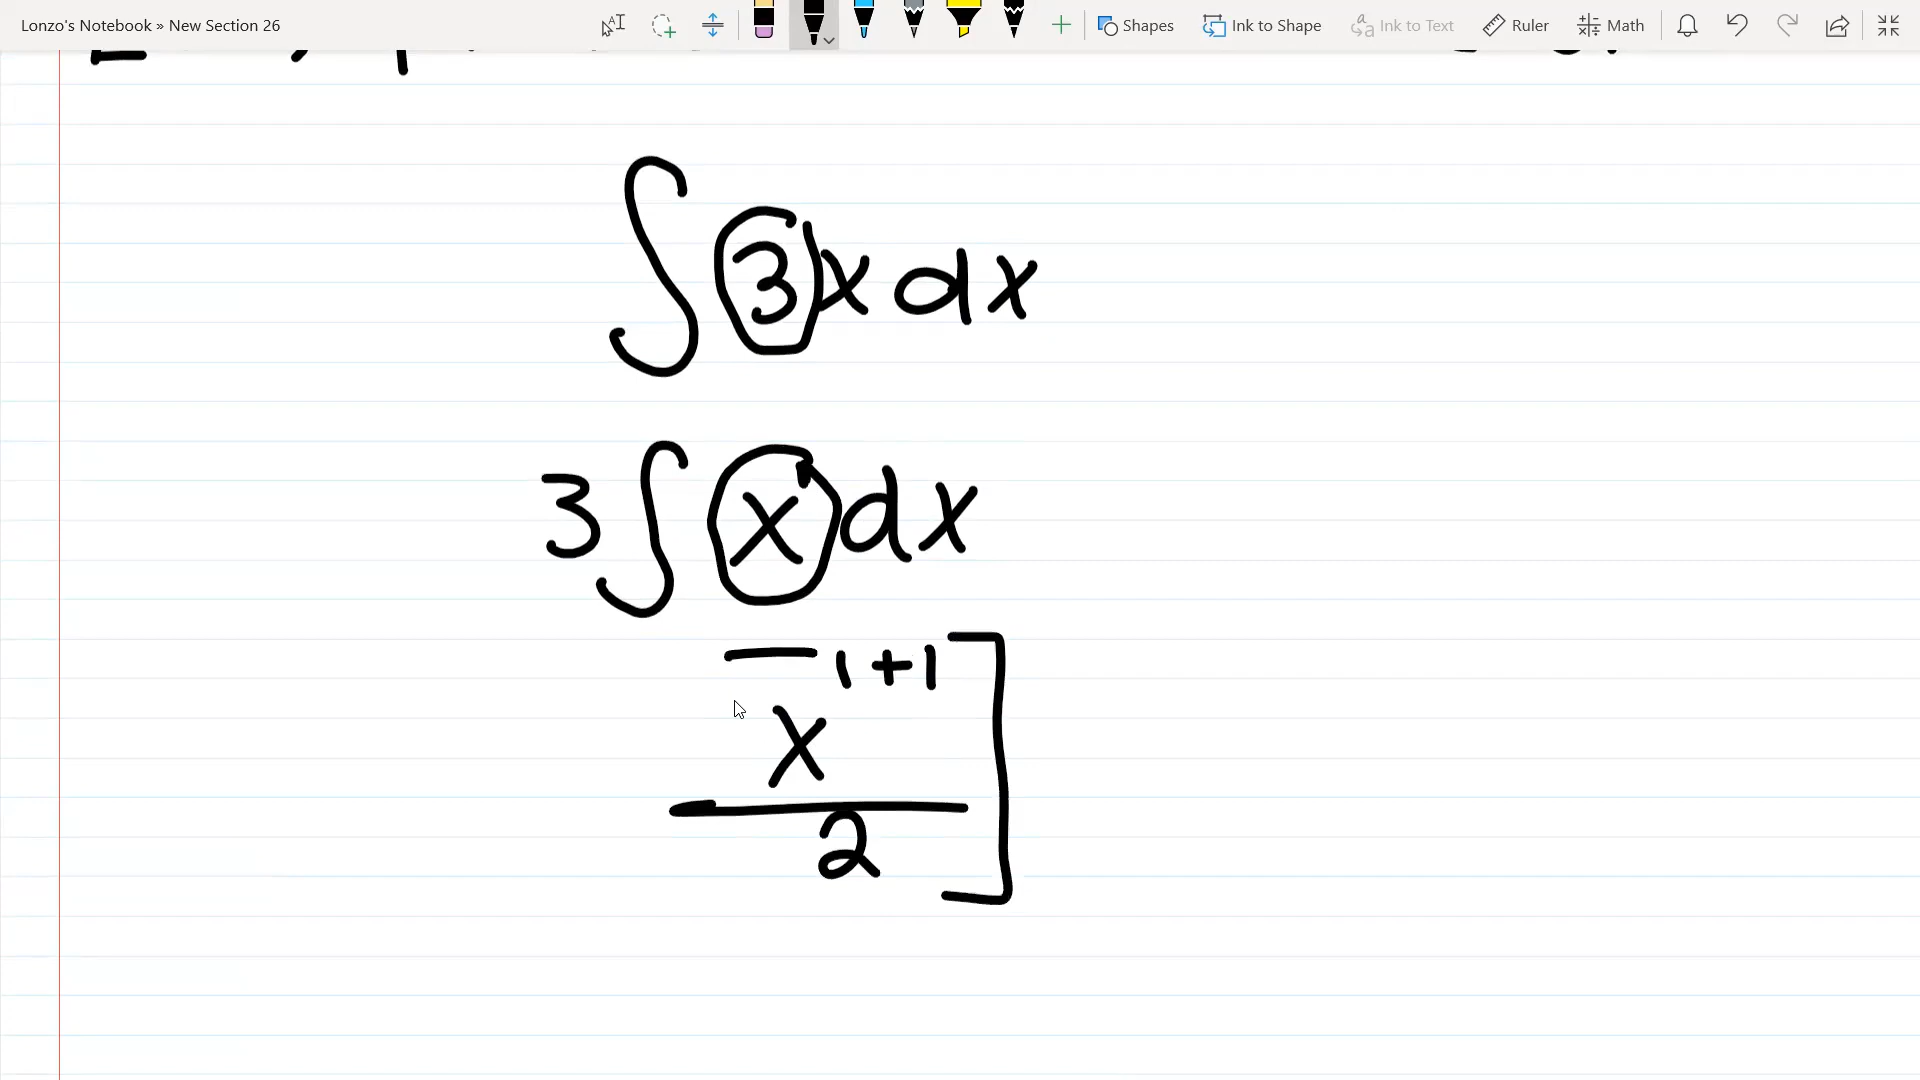 Lonzo's Notebook » New Section 26 Shapes Ink to Shape Ink to Text Ruler Math
∫ 3x dx
3 ∫ x dx
x^{1+1}
2 ]